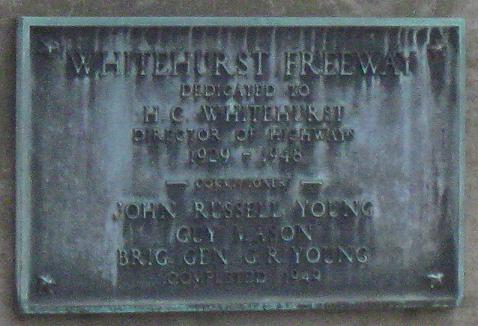 WHITEHURST FREEWAY
DEDICATED TO
H. C. WHITEHURST
DIRECTOR OF HIGHWAYS
1929 - 1948
JOHN RUSSELL YOUNG
GUY MASON
BRIG. GEN. G. R. YOUNG
COMPLETED 1949